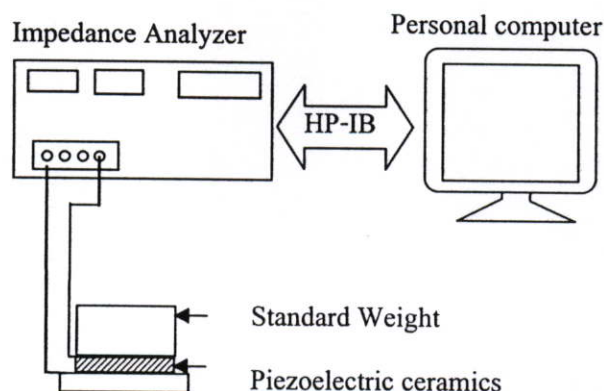 Impedance Analyzer
Personal computer
HP-IB
Standard Weight
Piezoelectric ceramics